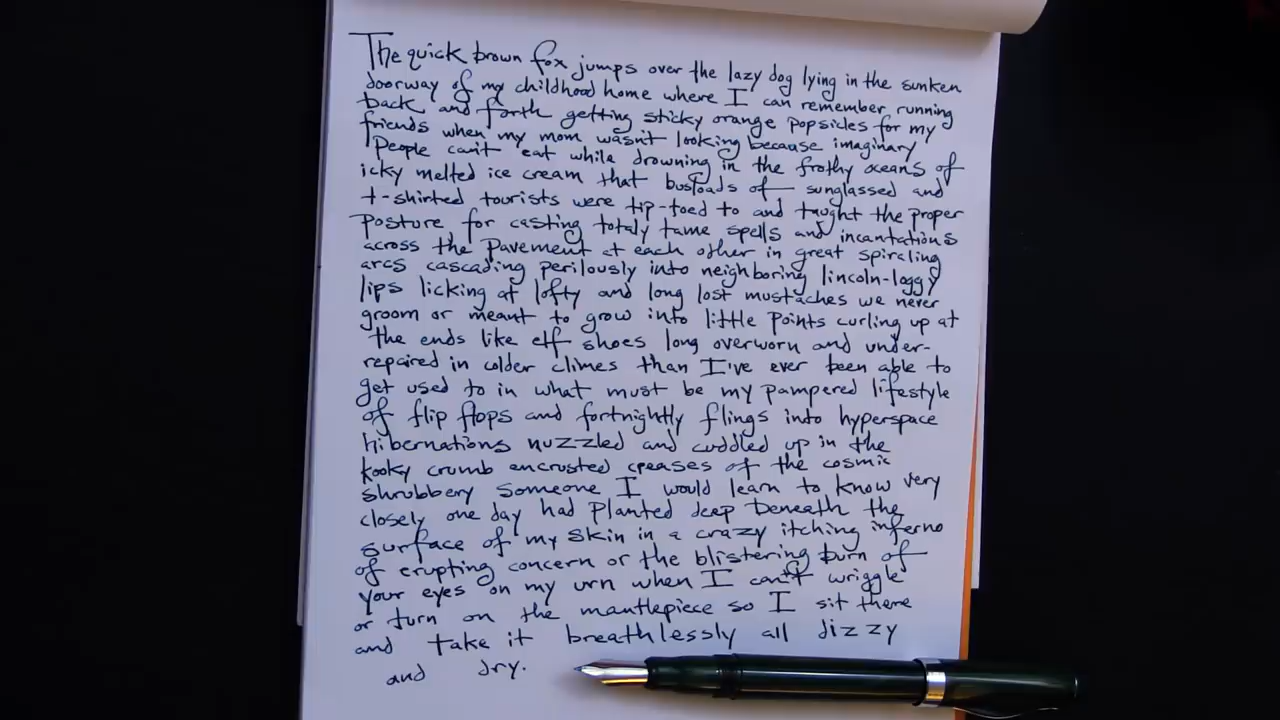 The quick brown fox jumps over the lazy dog lying in the sunken
doorway of my childhood home where I can remember running
back and forth getting sticky orange popsicles for my
friends when my mom wasn't looking because imaginary
People can't eat while drowning in the frothy oceans of
icky melted ice cream that busloads of sunglassed and
t-shirted tourists were tip-toed to and taught the proper
posture for casting totaly tame spells and incantations
across the pavement at each other in great spiraling
arcs cascading perilously into neighboring lincoln-loggy
lips licking at lofty and long lost mustaches we never
groom or meant to grow into little points curling up at
the ends like elf shoes long overworn and under-
repaired in colder climes than I've ever been able to
get used to in what must be my pampered lifestyle
of flip flops and fortnightly flings into hyperspace
hibernations nuzzled and cuddled up in the
kooky crumb encrusted creases of the cosmic
shrubbery someone I would learn to know very
closely one day had planted deep beneath the
surface of my skin in a crazy itching inferno
of erupting concern or the blistering burn of
your eyes on my urn when I can't wriggle
or turn on the mantlepiece so I sit there
and take it breathlessly all dizzy
and dry.